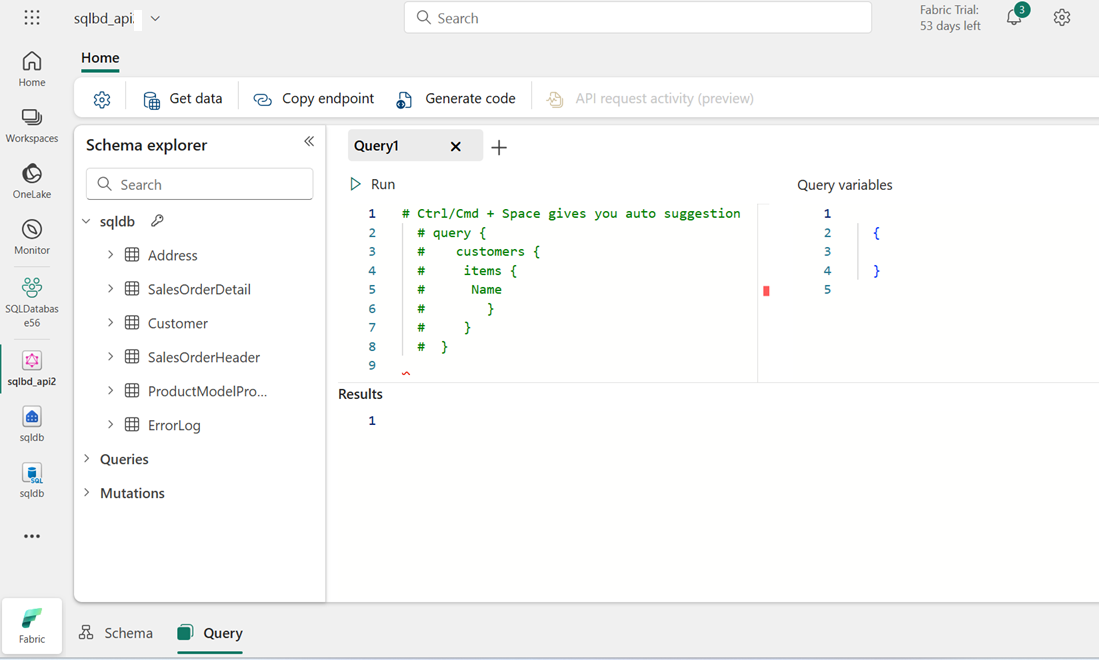 sqlbd_api.
Search
Fabric Trial:
53 days left
3
Home
Workspaces
OneLake
Monitor
SQLDatabas
e56
sqlbd_api2
sqldb
SQL
sqldb
Fabric
Home
Get data
Copy endpoint
Generate code
API request activity (preview)
Schema explorer
Search
sqldb
Address
SalesOrderDetail
Customer
SalesOrderHeader
ProductModelPro...
ErrorLog
Queries
Mutations
Query1
Run
1 # Ctrl/Cmd + Space gives you auto suggestion
2 # query {
3 # customers {
4 # items {
5 # Name
6 # }
7 # }
8 # }
9
Query variables
1
2 {
3
4 }
5
Results
1
Schema
Query